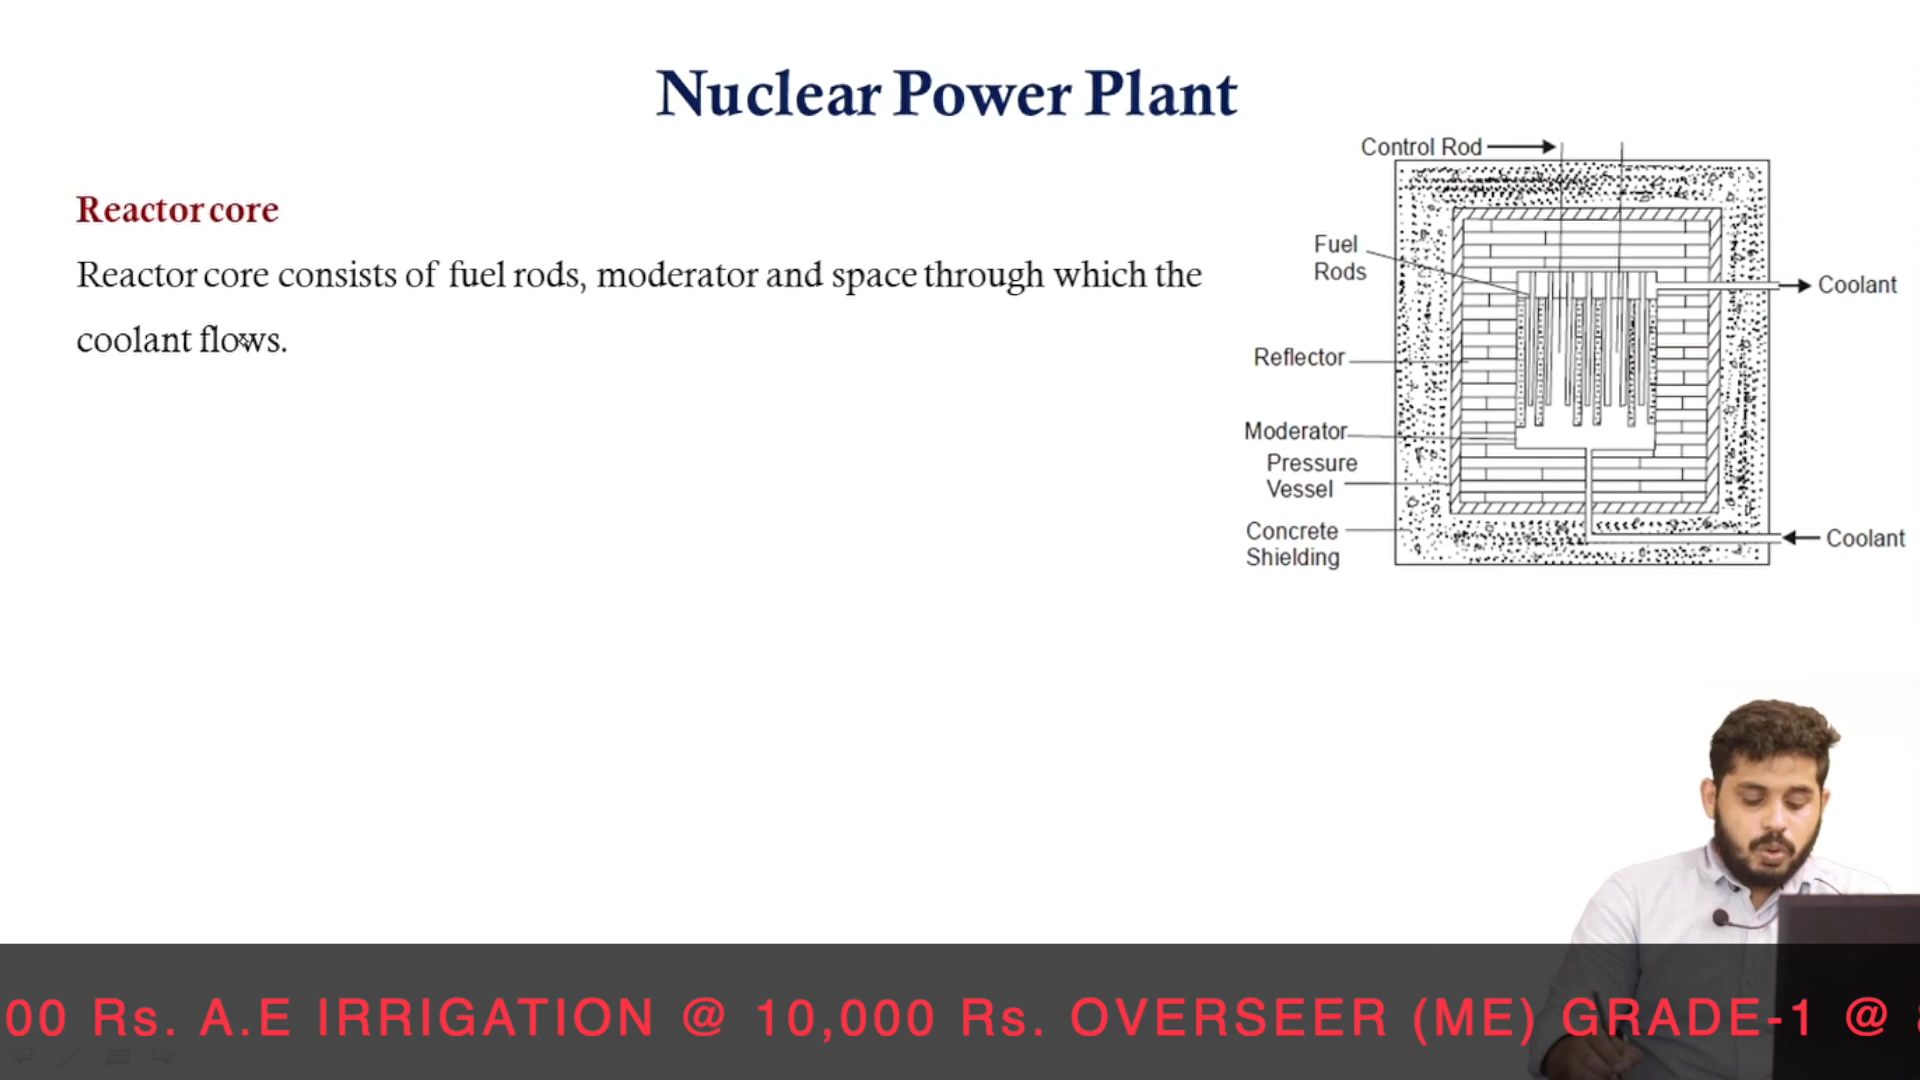 Nuclear Power Plant
Reactor core
Reactor core consists of fuel rods, moderator and space through which the
coolant flows.
Control Rod
Fuel
Rods
Coolant
Reflector
Moderator
Pressure
Vessel
Concrete
Shielding
Coolant
00 Rs. A.E IRRIGATION @ 10,000 Rs. OVERSEER (ME) GRADE-1 @